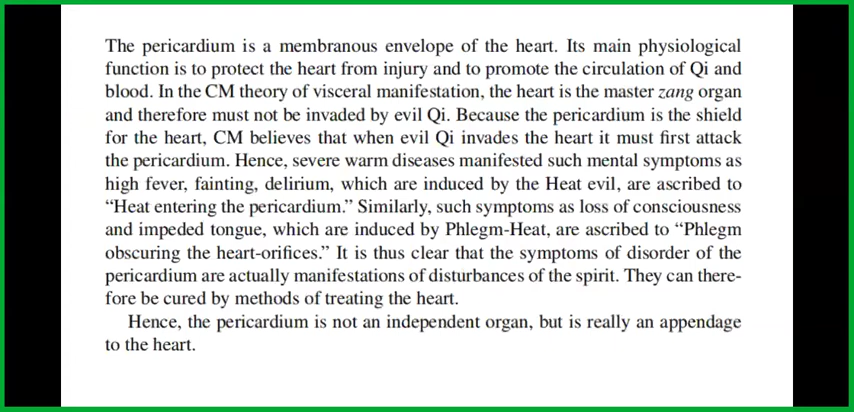 The pericardium is a membranous envelope of the heart. Its main physiological
function is to protect the heart from injury and to promote the circulation of Qi and
blood. In the CM theory of visceral manifestation, the heart is the master zang organ
and therefore must not be invaded by evil Qi. Because the pericardium is the shield
for the heart, CM believes that when evil Qi invades the heart it must first attack
the pericardium. Hence, severe warm diseases manifested such mental symptoms as
high fever, fainting, delirium, which are induced by the Heat evil, are ascribed to
“Heat entering the pericardium.” Similarly, such symptoms as loss of consciousness
and impeded tongue, which are induced by Phlegm-Heat, are ascribed to “Phlegm
obscuring the heart-orifices.” It is thus clear that the symptoms of disorder of the
pericardium are actually manifestations of disturbances of the spirit. They can there-
fore be cured by methods of treating the heart.
Hence, the pericardium is not an independent organ, but is really an appendage
to the heart.